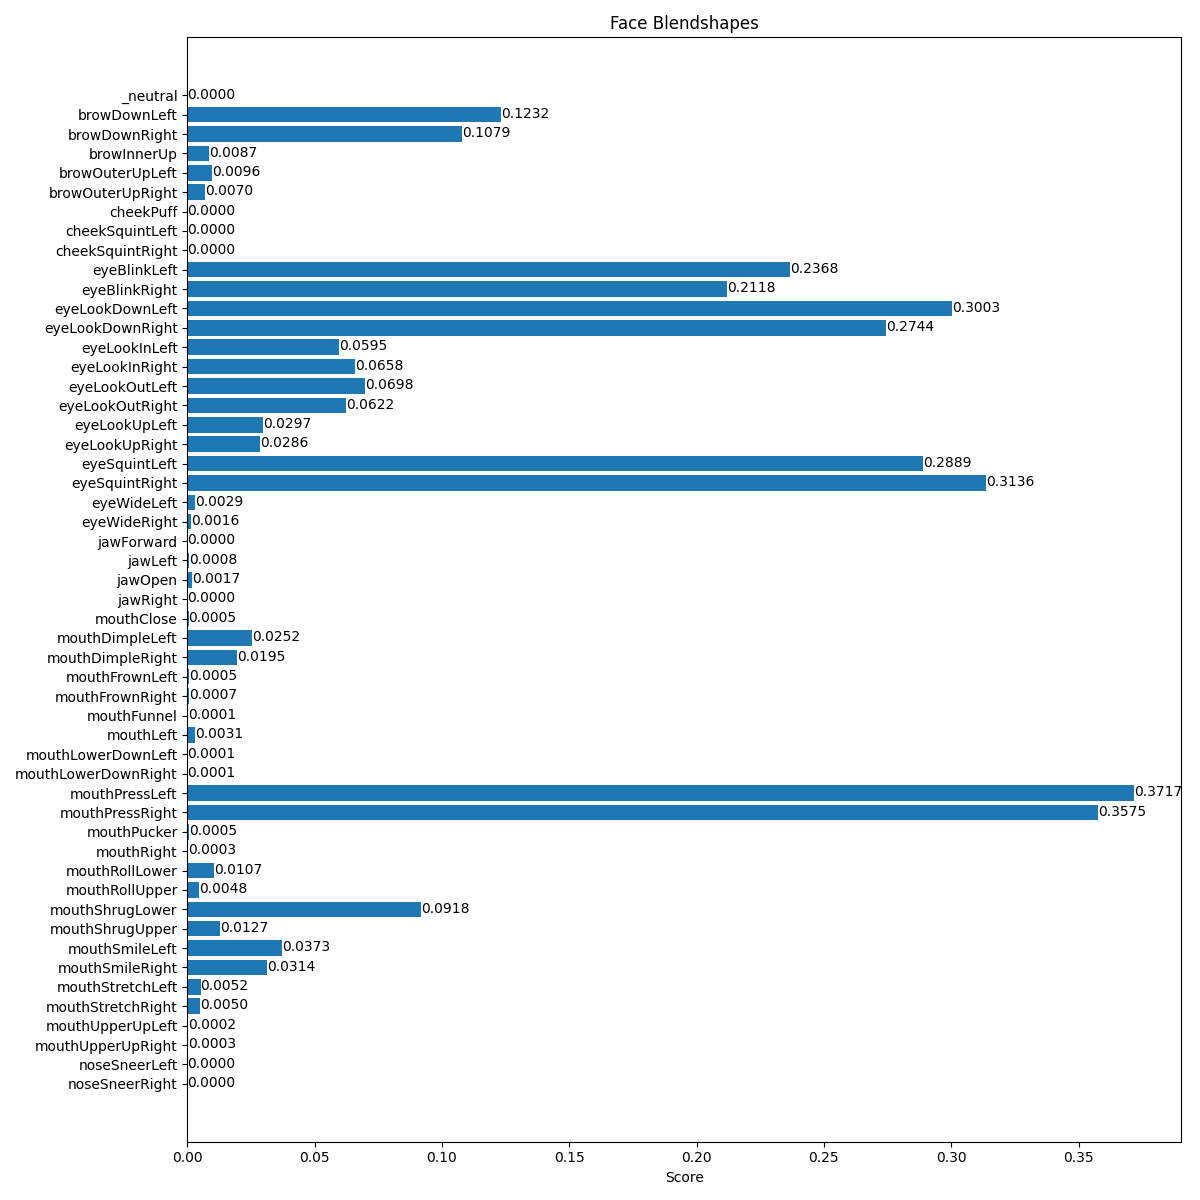 Face Blendshapes
_neutral 0.0000
browDownLeft 0.1232
browDownRight 0.1079
browInnerUp 0.0087
browOuterUpLeft 0.0096
browOuterUpRight 0.0070
cheekPuff 0.0000
cheekSquintLeft 0.0000
cheekSquintRight 0.0000
eyeBlinkLeft 0.2368
eyeBlinkRight 0.2118
eyeLookDownLeft 0.3003
eyeLookDownRight 0.2744
eyeLookInLeft 0.0595
eyeLookInRight 0.0658
eyeLookOutLeft 0.0698
eyeLookOutRight 0.0622
eyeLookUpLeft 0.0297
eyeLookUpRight 0.0286
eyeSquintLeft 0.2889
eyeSquintRight 0.3136
eyeWideLeft 0.0029
eyeWideRight 0.0016
jawForward 0.0000
jawLeft 0.0008
jawOpen 0.0017
jawRight 0.0000
mouthClose 0.0005
mouthDimpleLeft 0.0252
mouthDimpleRight 0.0195
mouthFrownLeft 0.0005
mouthFrownRight 0.0007
mouthFunnel 0.0001
mouthLeft 0.0031
mouthLowerDownLeft 0.0001
mouthLowerDownRight 0.0001
mouthPressLeft 0.3717
mouthPressRight 0.3575
mouthPucker 0.0005
mouthRight 0.0003
mouthRollLower 0.0107
mouthRollUpper 0.0048
mouthShrugLower 0.0918
mouthShrugUpper 0.0127
mouthSmileLeft 0.0373
mouthSmileRight 0.0314
mouthStretchLeft 0.0052
mouthStretchRight 0.0050
mouthUpperUpLeft 0.0002
mouthUpperUpRight 0.0003
noseSneerLeft 0.0000
noseSneerRight 0.0000
0.00 0.05 0.10 0.15 0.20 0.25 0.30 0.35
Score